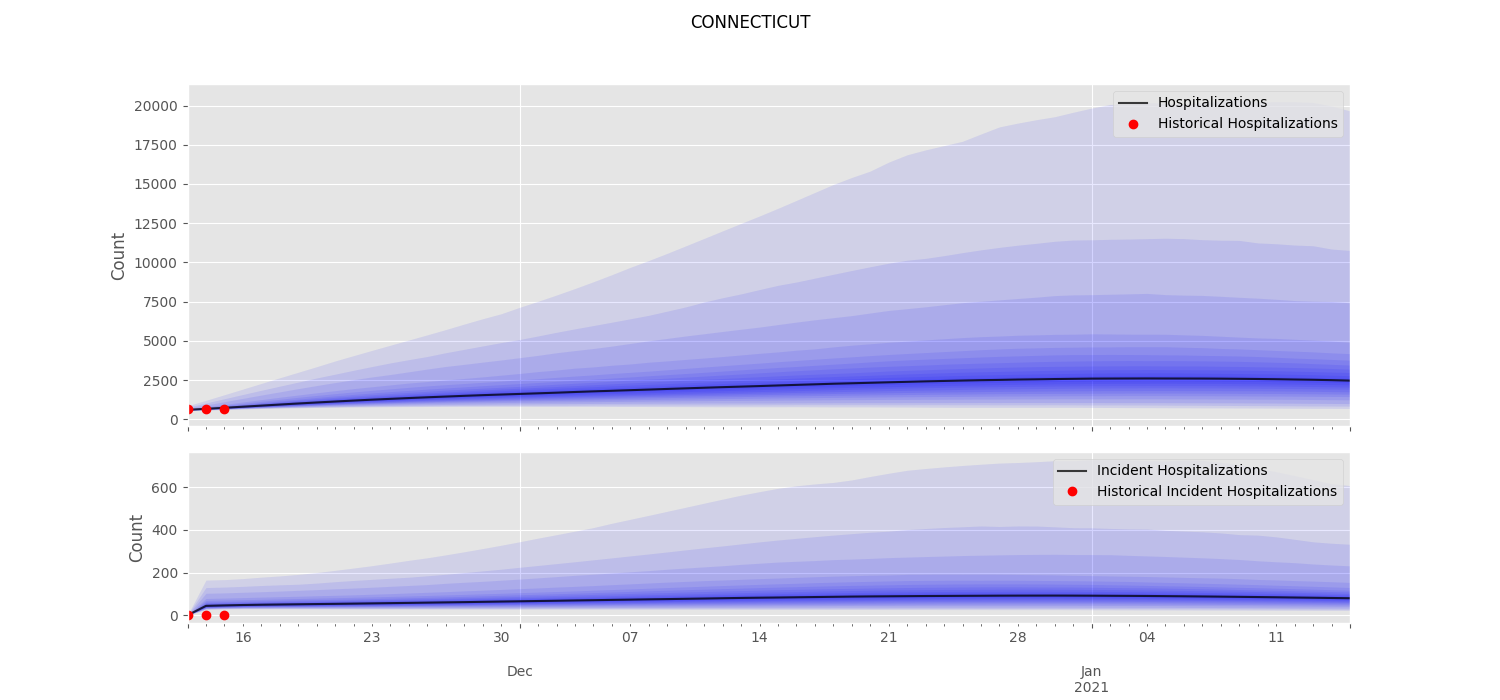 CONNECTICUT
20000
17500
15000
12500
10000
7500
5000
2500
0
Count
Hospitalizations
Historical Hospitalizations
600
400
200
0
Count
Incident Hospitalizations
Historical Incident Hospitalizations
16 23 30 07 14 21 28 04 11
Dec Jan
2021